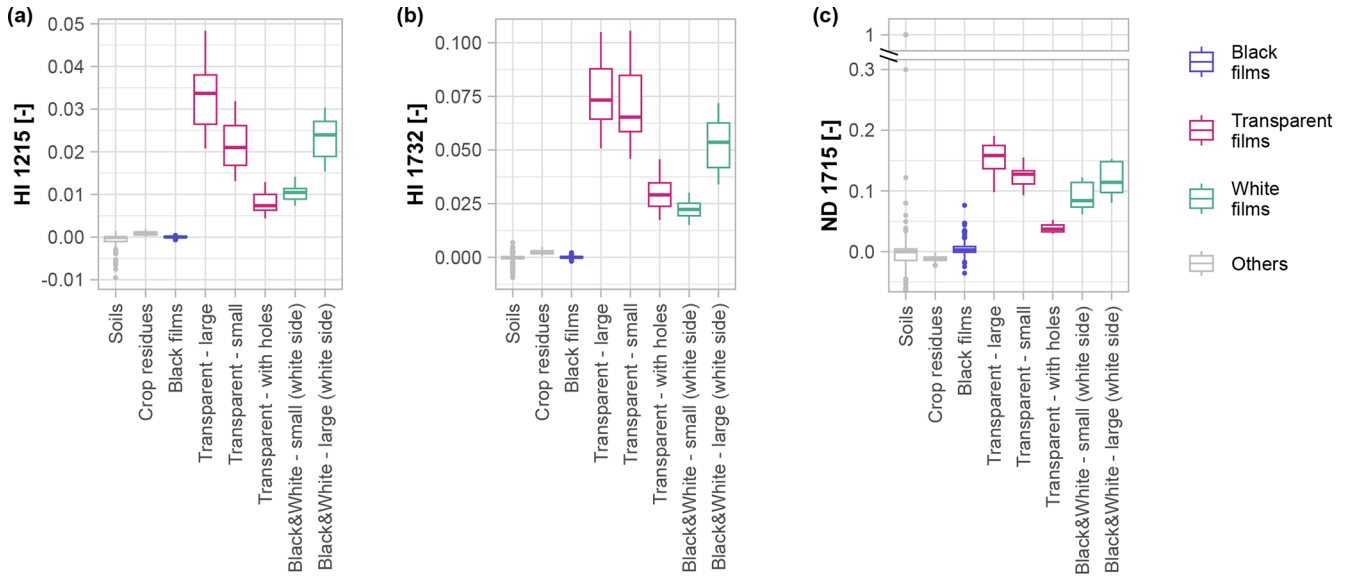 (a)
HI 1215 [-]
0.05
0.04
0.03
0.02
0.01
0.00
-0.01
Soils
Crop residues
Black films
Transparent - large
Transparent - small
Transparent - with holes
Black&White - small (white side)
Black&White - large (white side)
(b)
HI 1732 [-]
0.100
0.075
0.050
0.025
0.000
Soils
Crop residues
Black films
Transparent - large
Transparent - small
Transparent - with holes
Black&White - small (white side)
Black&White - large (white side)
(c)
ND 1715 [-]
1
0.3
0.2
0.1
0.0
Soils
Crop residues
Black films
Transparent - large
Transparent - small
Transparent - with holes
Black&White - small (white side)
Black&White - large (white side)
Black
films
Transparent
films
White
films
Others